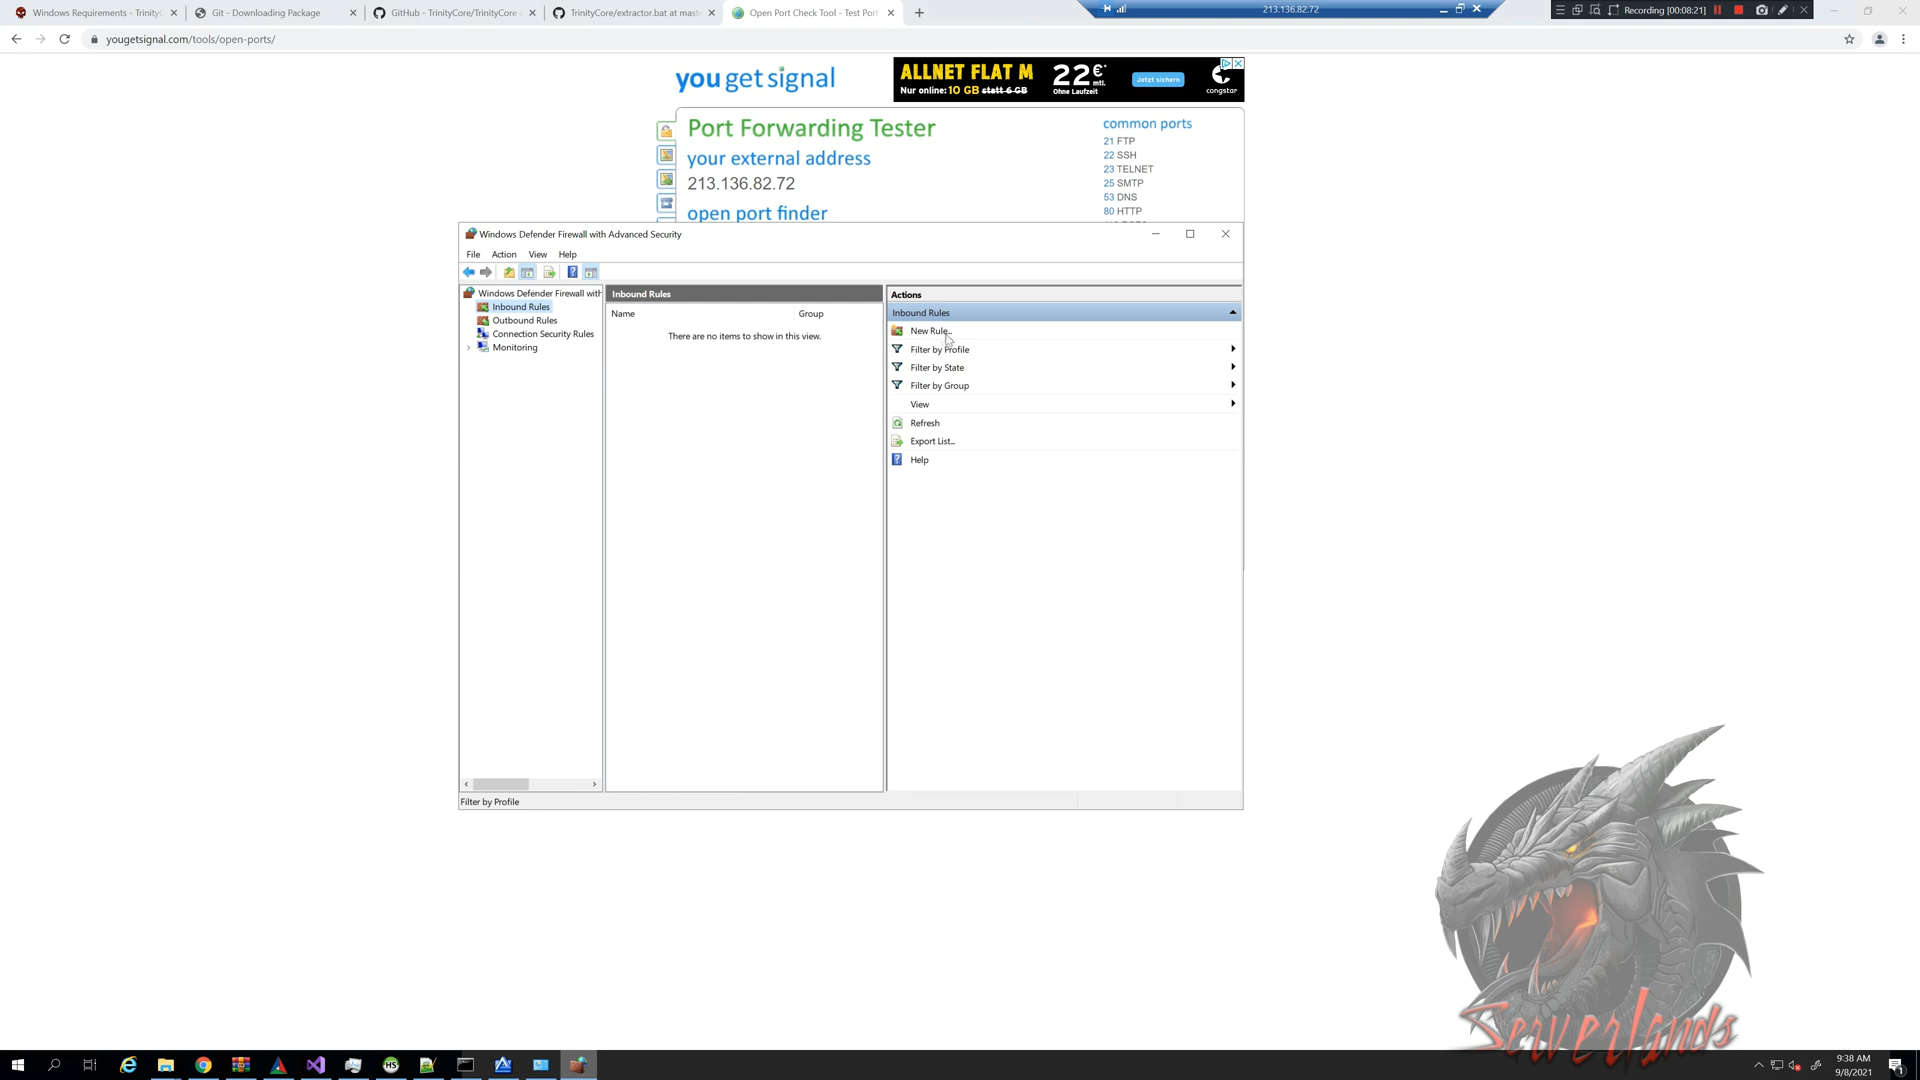 Windows Requirements - Trinity
Git - Downloading Package
GitHub - TrinityCore/TrinityCore
TrinityCore/extractor.bat at mast
Open Port Check Tool - Test Port
213.136.82.72
Recording [00:08:21]
yougetsignal.com/tools/open-ports/
you get signal
ALLNET FLAT M
Nur online: 10 GB statt 6 GB
22€* mtl.
Ohne Laufzeit
Jetzt sichern
congstar
Port Forwarding Tester
your external address
213.136.82.72
open port finder
common ports
21 FTP
22 SSH
23 TELNET
25 SMTP
53 DNS
80 HTTP
Windows Defender Firewall with Advanced Security
File Action View Help
Windows Defender Firewall with
Inbound Rules
Outbound Rules
Connection Security Rules
Monitoring
Inbound Rules
Name Group
There are no items to show in this view.
Actions
Inbound Rules
New Rule...
Filter by Profile
Filter by State
Filter by Group
View
Refresh
Export List...
Help
Filter by Profile
Serverlands
HS
9:38 AM
9/8/2021